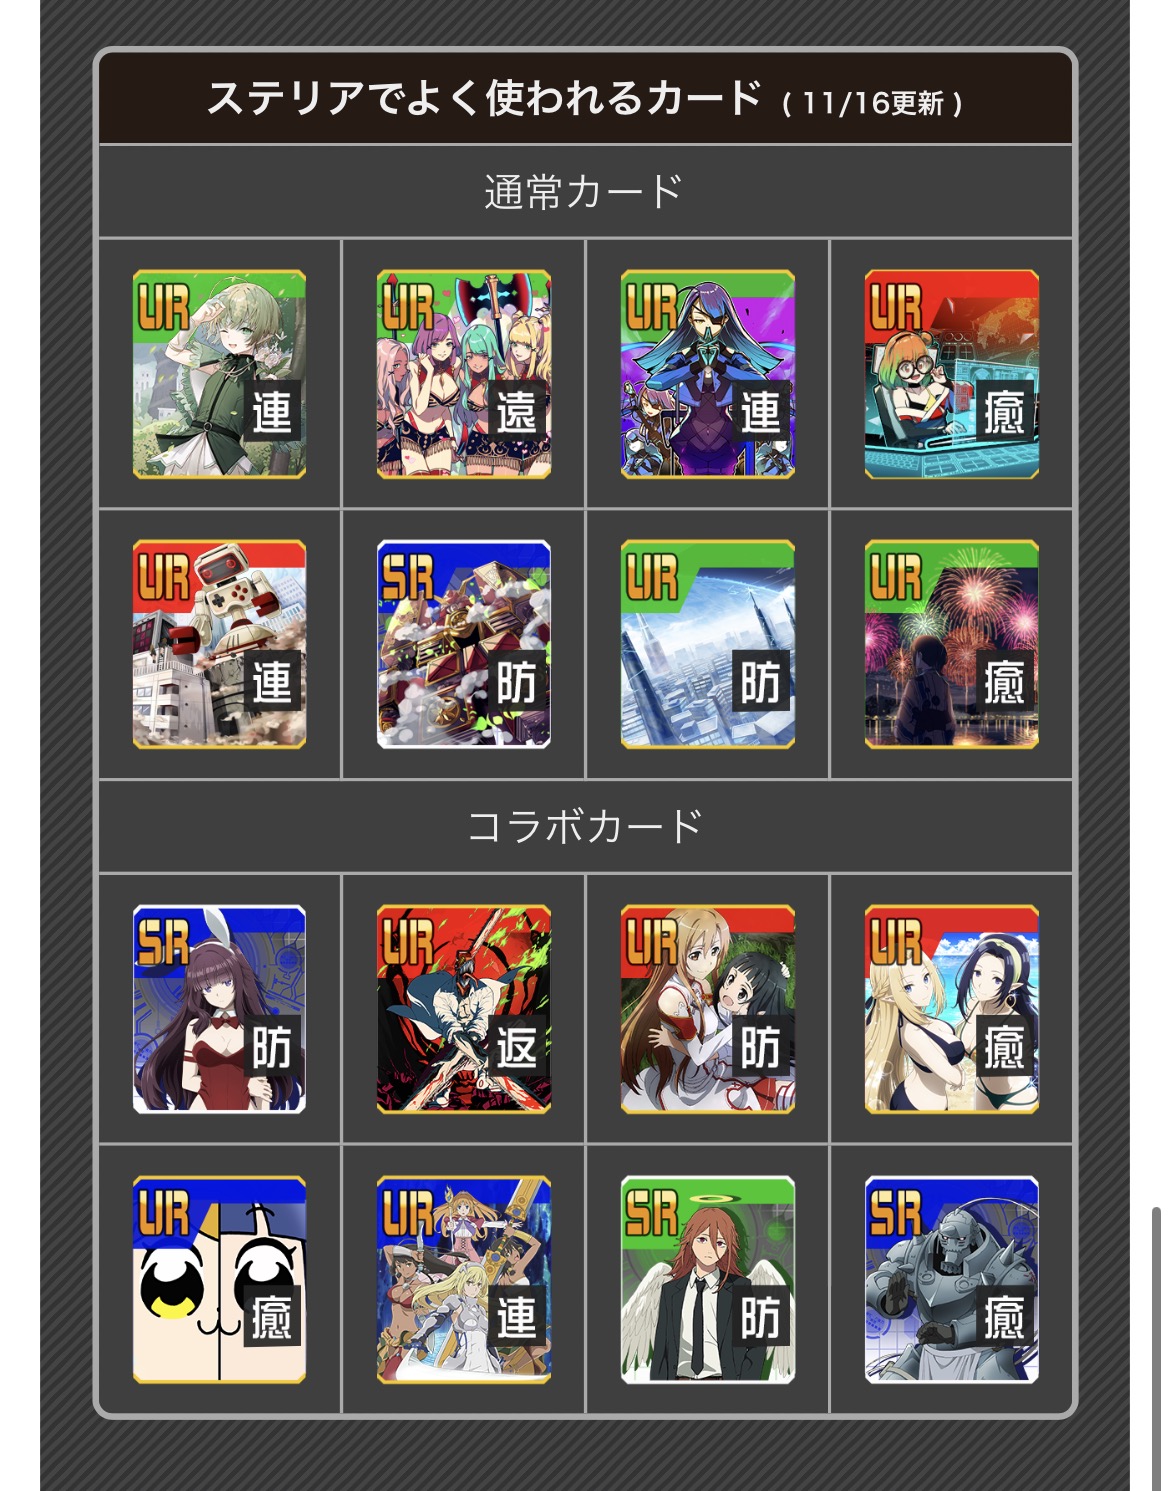 ステリアでよく使われるカード ( 11/16更新 )
通常カード
UR UR UR UR
連 遠 連 癒
UR SR UR UR
連 防 防 癒
コラボカード
SR UR UR UR
防 返 防 癒
UR UR SR SR
癒 連 防 癒